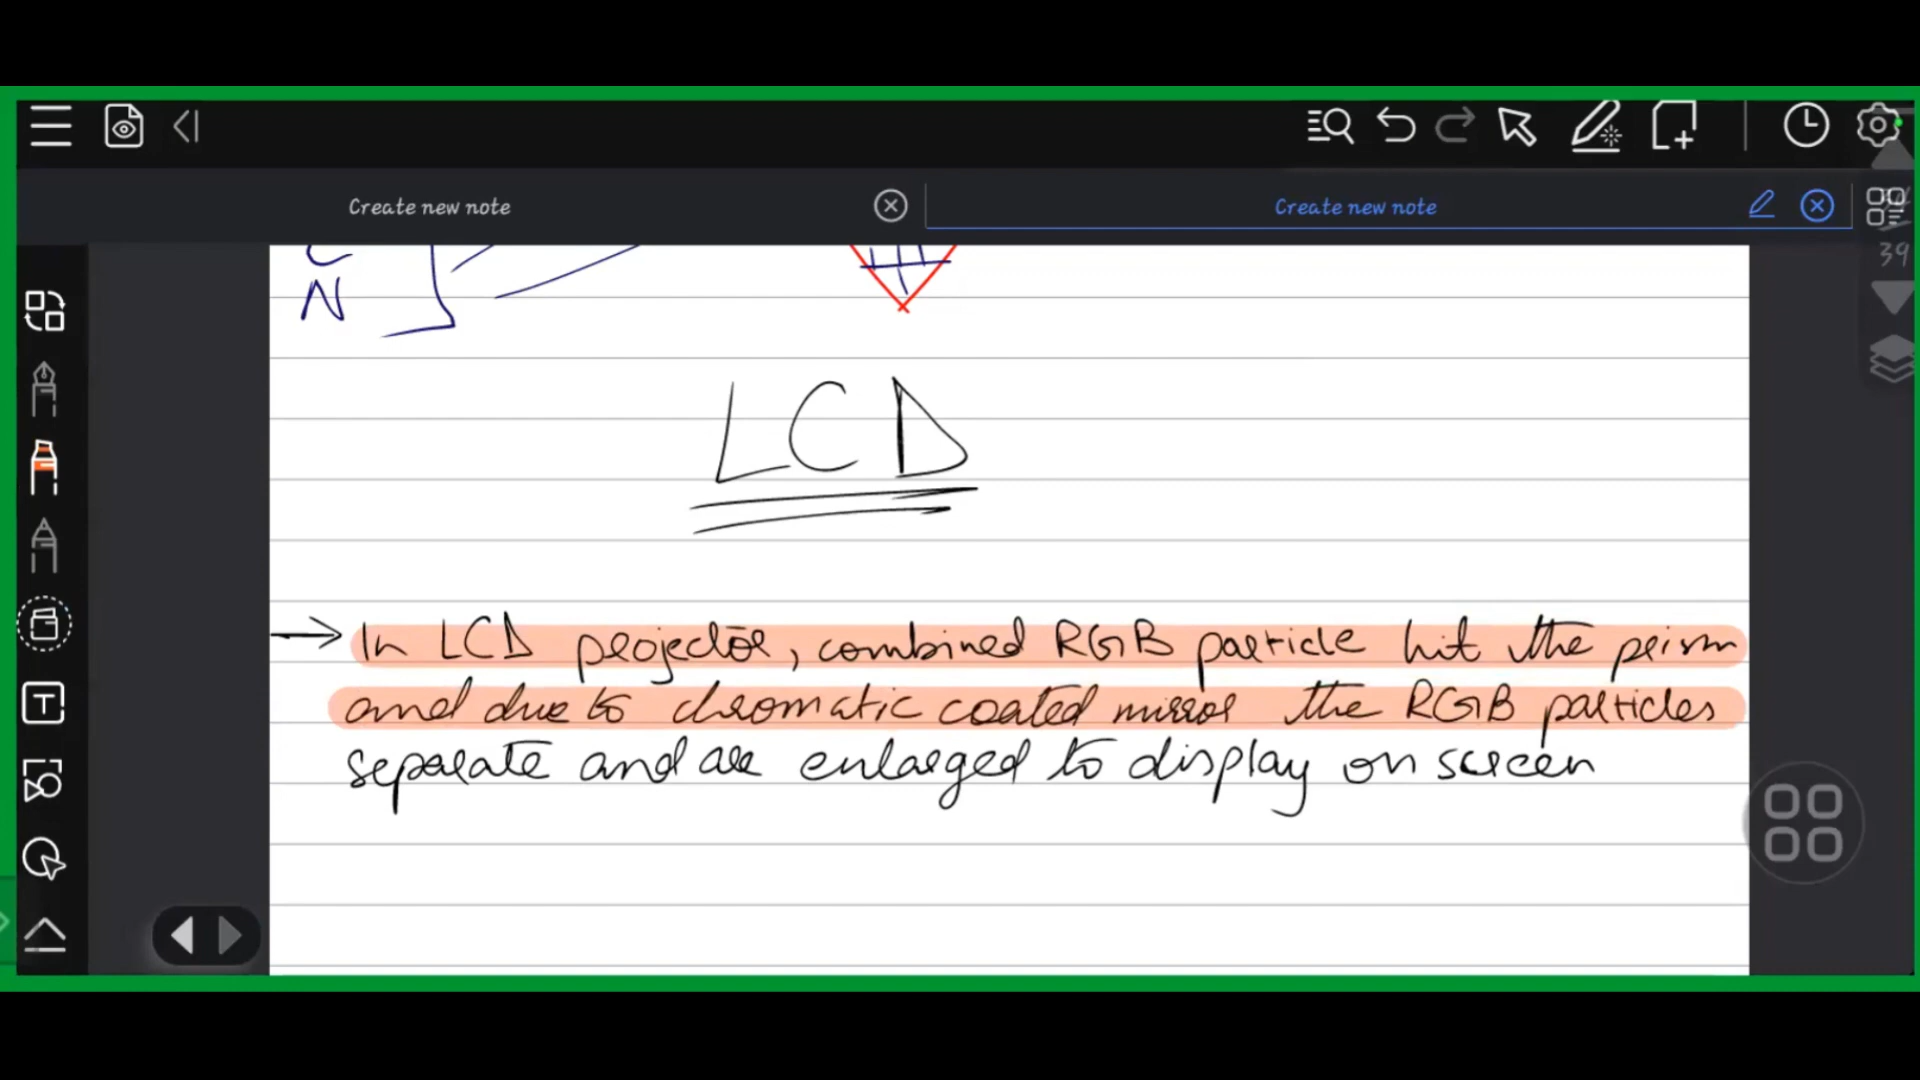 Create new note
Create new note
39
C
N
LCD
→ In LCD projector, combined RGB particle hit the prism
and due to chromatic coated mirror the RGB particles
separate and are enlarged to display on screen